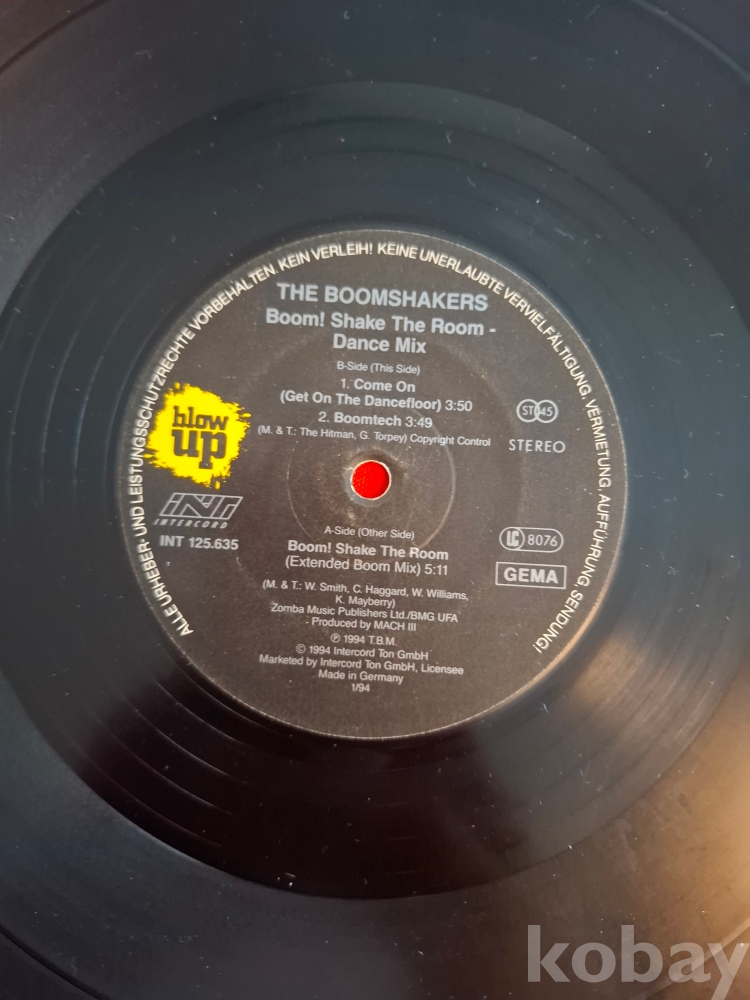 ALLE URHEBER- UND LEISTUNGSSCHUTZRECHTE VORBEHALTEN. KEIN VERLEIH! KEINE UNERLAUBTE VERVIELFÄLTIGUNG, VERMIETUNG, AUFFÜHRUNG, SENDUNG!
THE BOOMSHAKERS
Boom! Shake The Room -
Dance Mix
B-Side (This Side)
1. Come On
(Get On The Dancefloor) 3:50
2. Boomtech 3:49
(M. & T.: The Hitman, G. Torpey) Copyright Control
blow
up
ST 45
STEREO
INT
INTERCORD
INT 125.635
A-Side (Other Side)
Boom! Shake The Room
(Extended Boom Mix) 5:11
(M. & T.: W. Smith, C. Haggard, W. Williams,
K. Mayberry)
Zomba Music Publishers Ltd./BMG UFA
- Produced by MACH III
℗ 1994 T.B.M.
© 1994 Intercord Ton GmbH
Marketed by Intercord Ton GmbH, Licensee
Made in Germany
1/94
LC 8076
GEMA
kobay